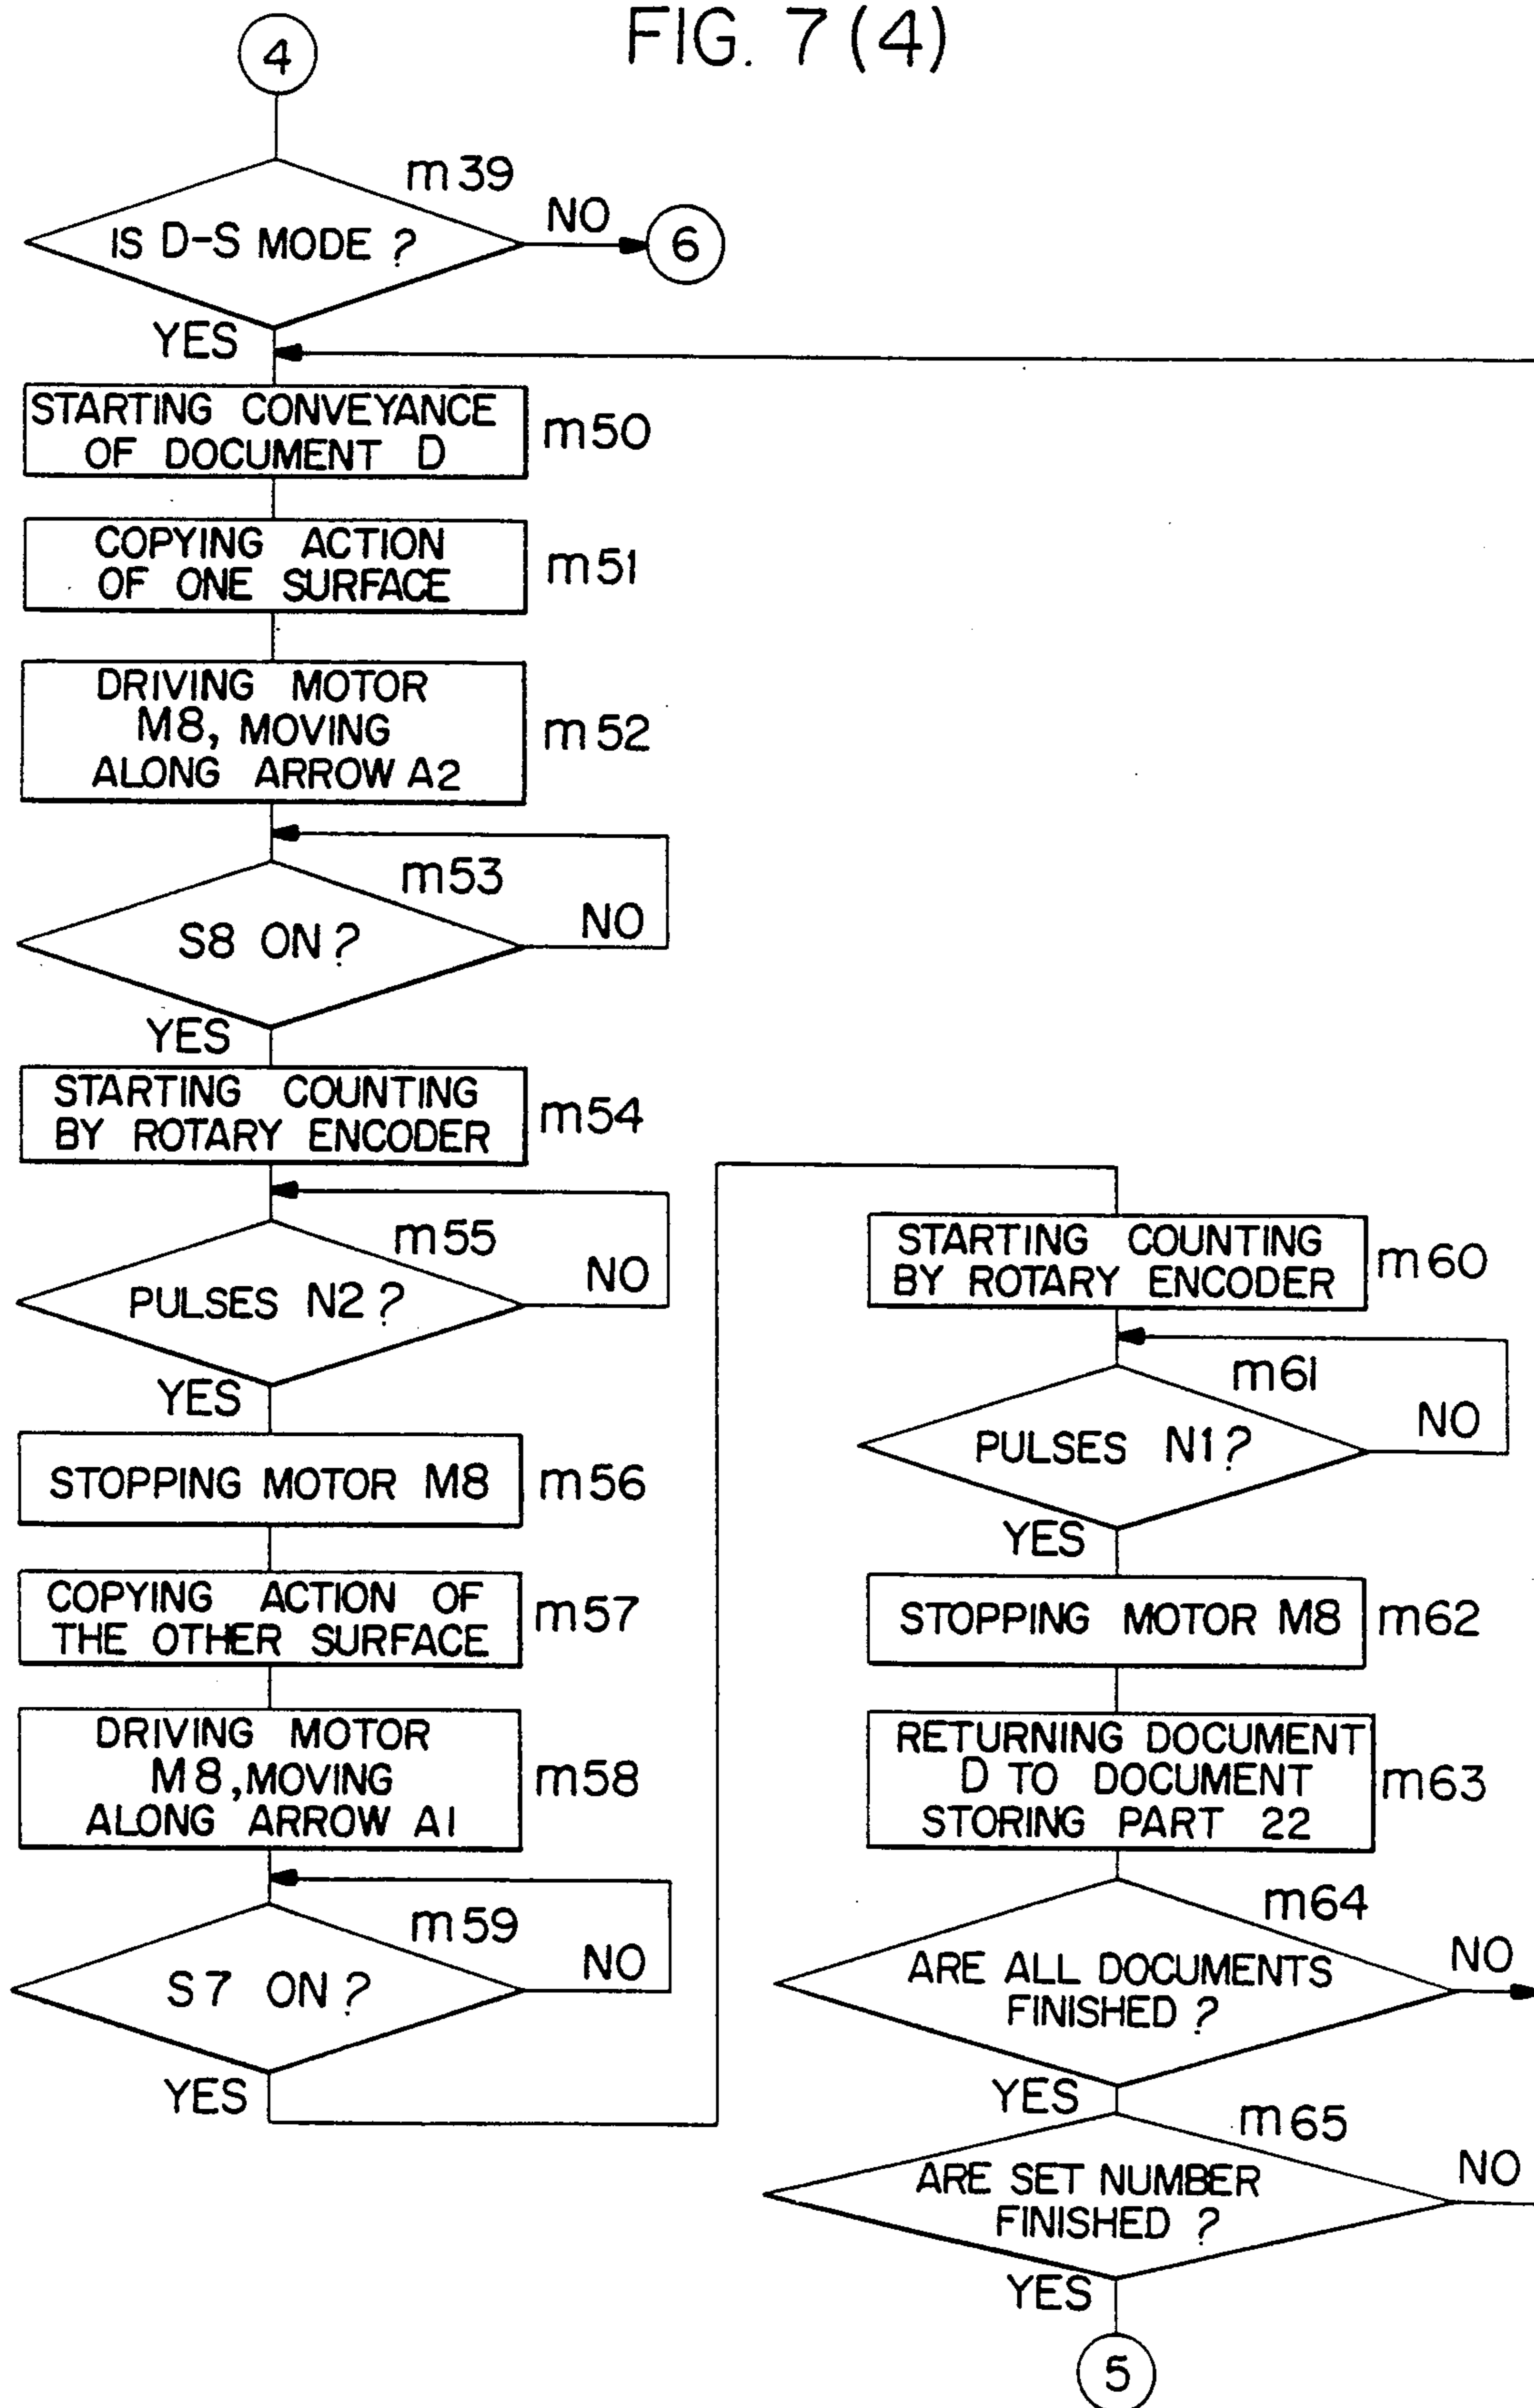 FIG. 7 (4)
4
m39
IS D-S MODE ?
NO
6
YES
STARTING CONVEYANCE
OF DOCUMENT D
m50
COPYING ACTION
OF ONE SURFACE
m51
DRIVING MOTOR
M8, MOVING
ALONG ARROW A2
m52
m53
S8 ON ?
NO
YES
STARTING COUNTING
BY ROTARY ENCODER
m54
m55
PULSES N2 ?
NO
YES
STOPPING MOTOR M8
m56
COPYING ACTION OF
THE OTHER SURFACE
m57
DRIVING MOTOR
M8, MOVING
ALONG ARROW A1
m58
m59
S7 ON ?
NO
YES
STARTING COUNTING
BY ROTARY ENCODER
m60
m61
PULSES N1 ?
NO
YES
STOPPING MOTOR M8
m62
RETURNING DOCUMENT
D TO DOCUMENT
STORING PART 22
m63
m64
ARE ALL DOCUMENTS
FINISHED ?
NO
YES
m65
ARE SET NUMBER
FINISHED ?
NO
YES
5